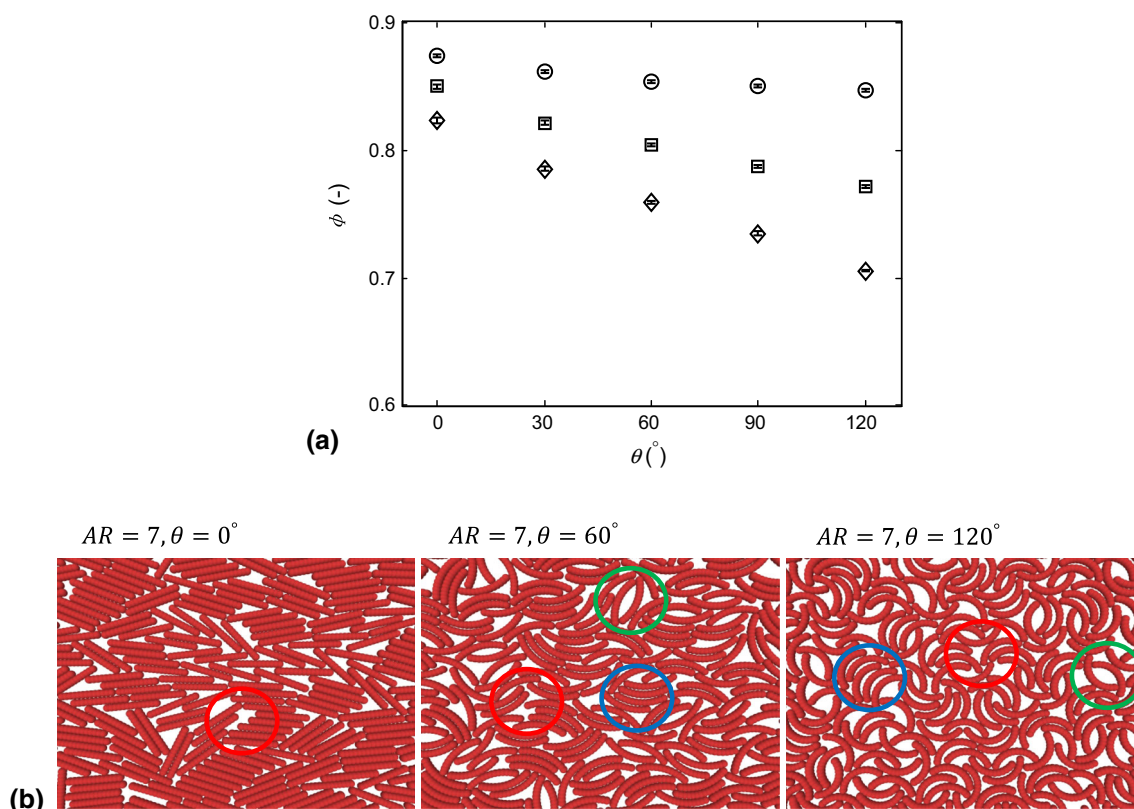 0.9
0.8
0.7
0.6
ϕ (-)
0 30 60 90 120
θ (°)
(a)
AR = 7, θ = 0° AR = 7, θ = 60° AR = 7, θ = 120°
(b)